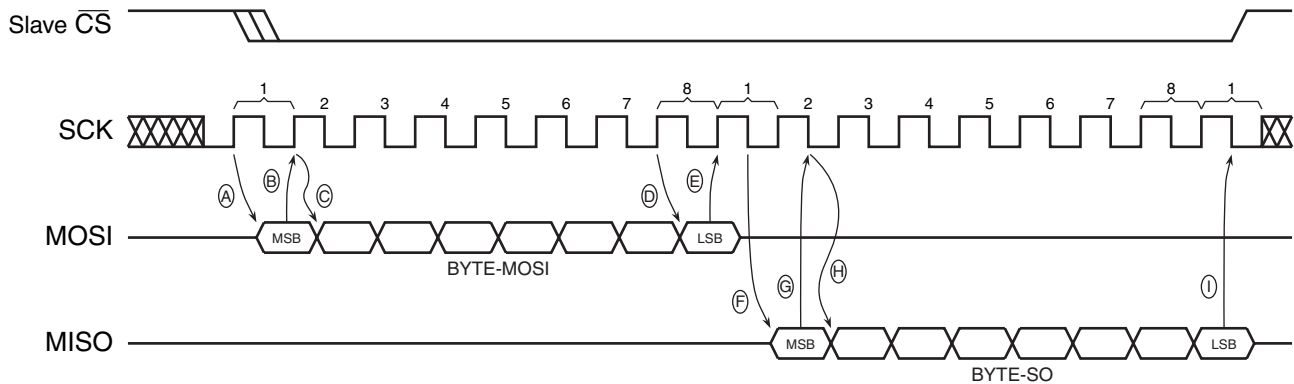 Slave CS
1 8 1 8 1
2 3 4 5 6 7 2 3 4 5 6 7
SCK
A B C D E
MOSI MSB LSB
BYTE-MOSI
F G H I
MISO MSB LSB
BYTE-SO